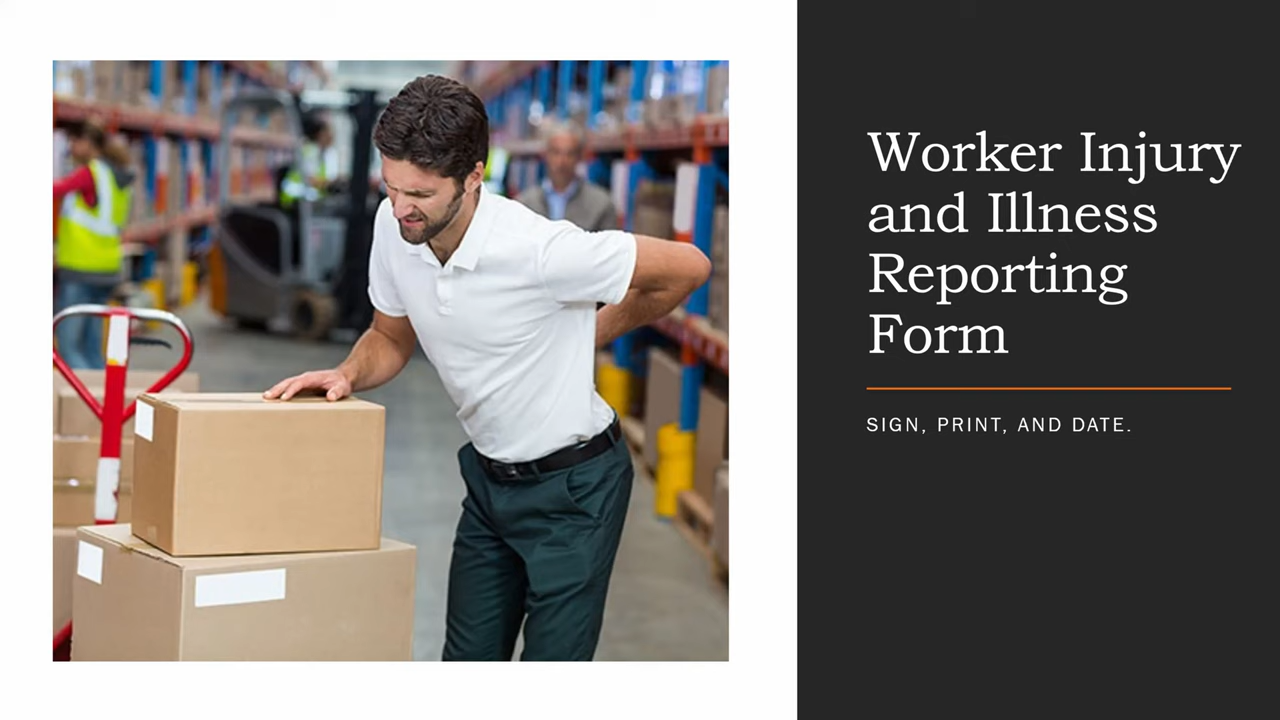 Worker Injury
and Illness
Reporting
Form
SIGN, PRINT, AND DATE.